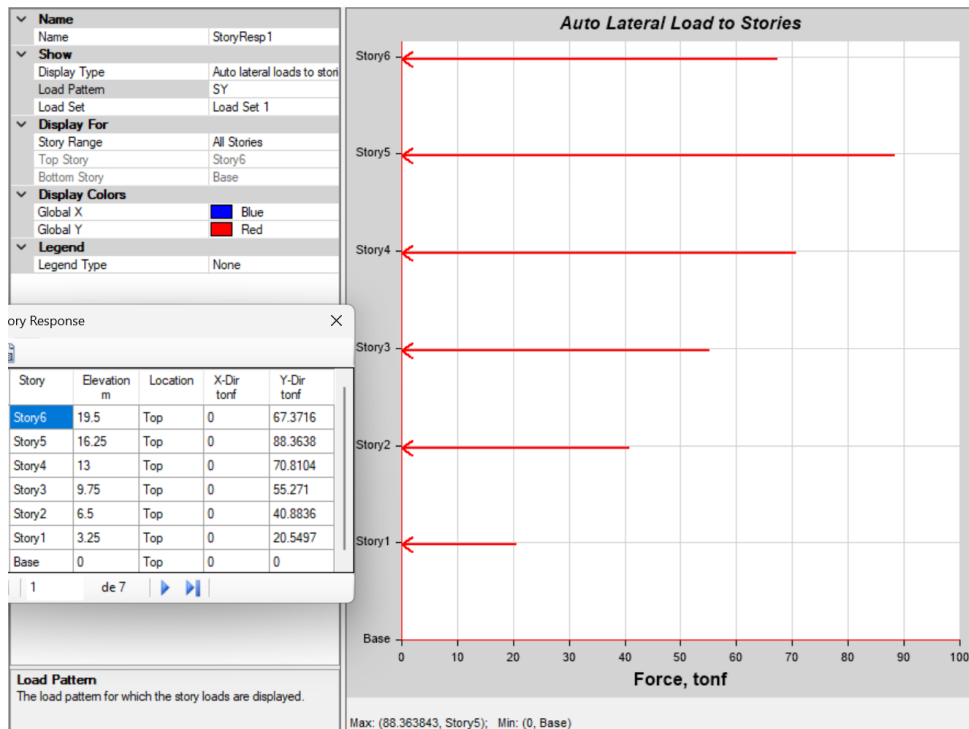 Name
Name StoryResp1
Show
Display Type Auto lateral loads to stori
Load Pattern SY
Load Set Load Set 1
Display For
Story Range All Stories
Top Story Story6
Bottom Story Base
Display Colors
Global X Blue
Global Y Red
Legend
Legend Type None
ory Response
Story Elevation Location X-Dir Y-Dir
m tonf tonf
Story6 19.5 Top 0 67.3716
Story5 16.25 Top 0 88.3638
Story4 13 Top 0 70.8104
Story3 9.75 Top 0 55.271
Story2 6.5 Top 0 40.8836
Story1 3.25 Top 0 20.5497
Base 0 Top 0 0
1 de 7
Load Pattern
The load pattern for which the story loads are displayed.
Auto Lateral Load to Stories
Story6
Story5
Story4
Story3
Story2
Story1
Base
0 10 20 30 40 50 60 70 80 90 100
Force, tonf
Max: (88.363843, Story5); Min: (0, Base)